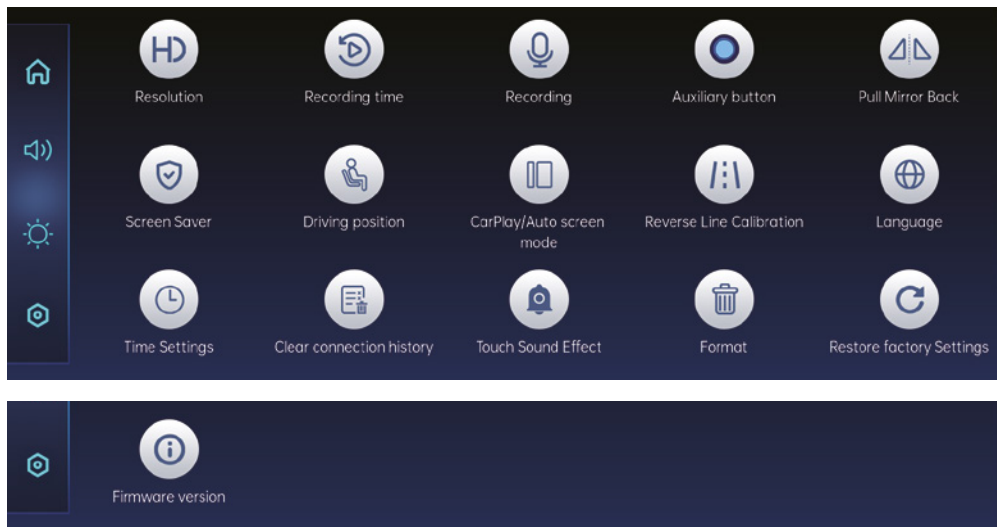 HD
Resolution
Recording time
Recording
Auxiliary button
Pull Mirror Back
Screen Saver
Driving position
CarPlay/Auto screen
mode
Reverse Line Calibration
Language
Time Settings
Clear connection history
Touch Sound Effect
Format
Restore factory Settings
Firmware version